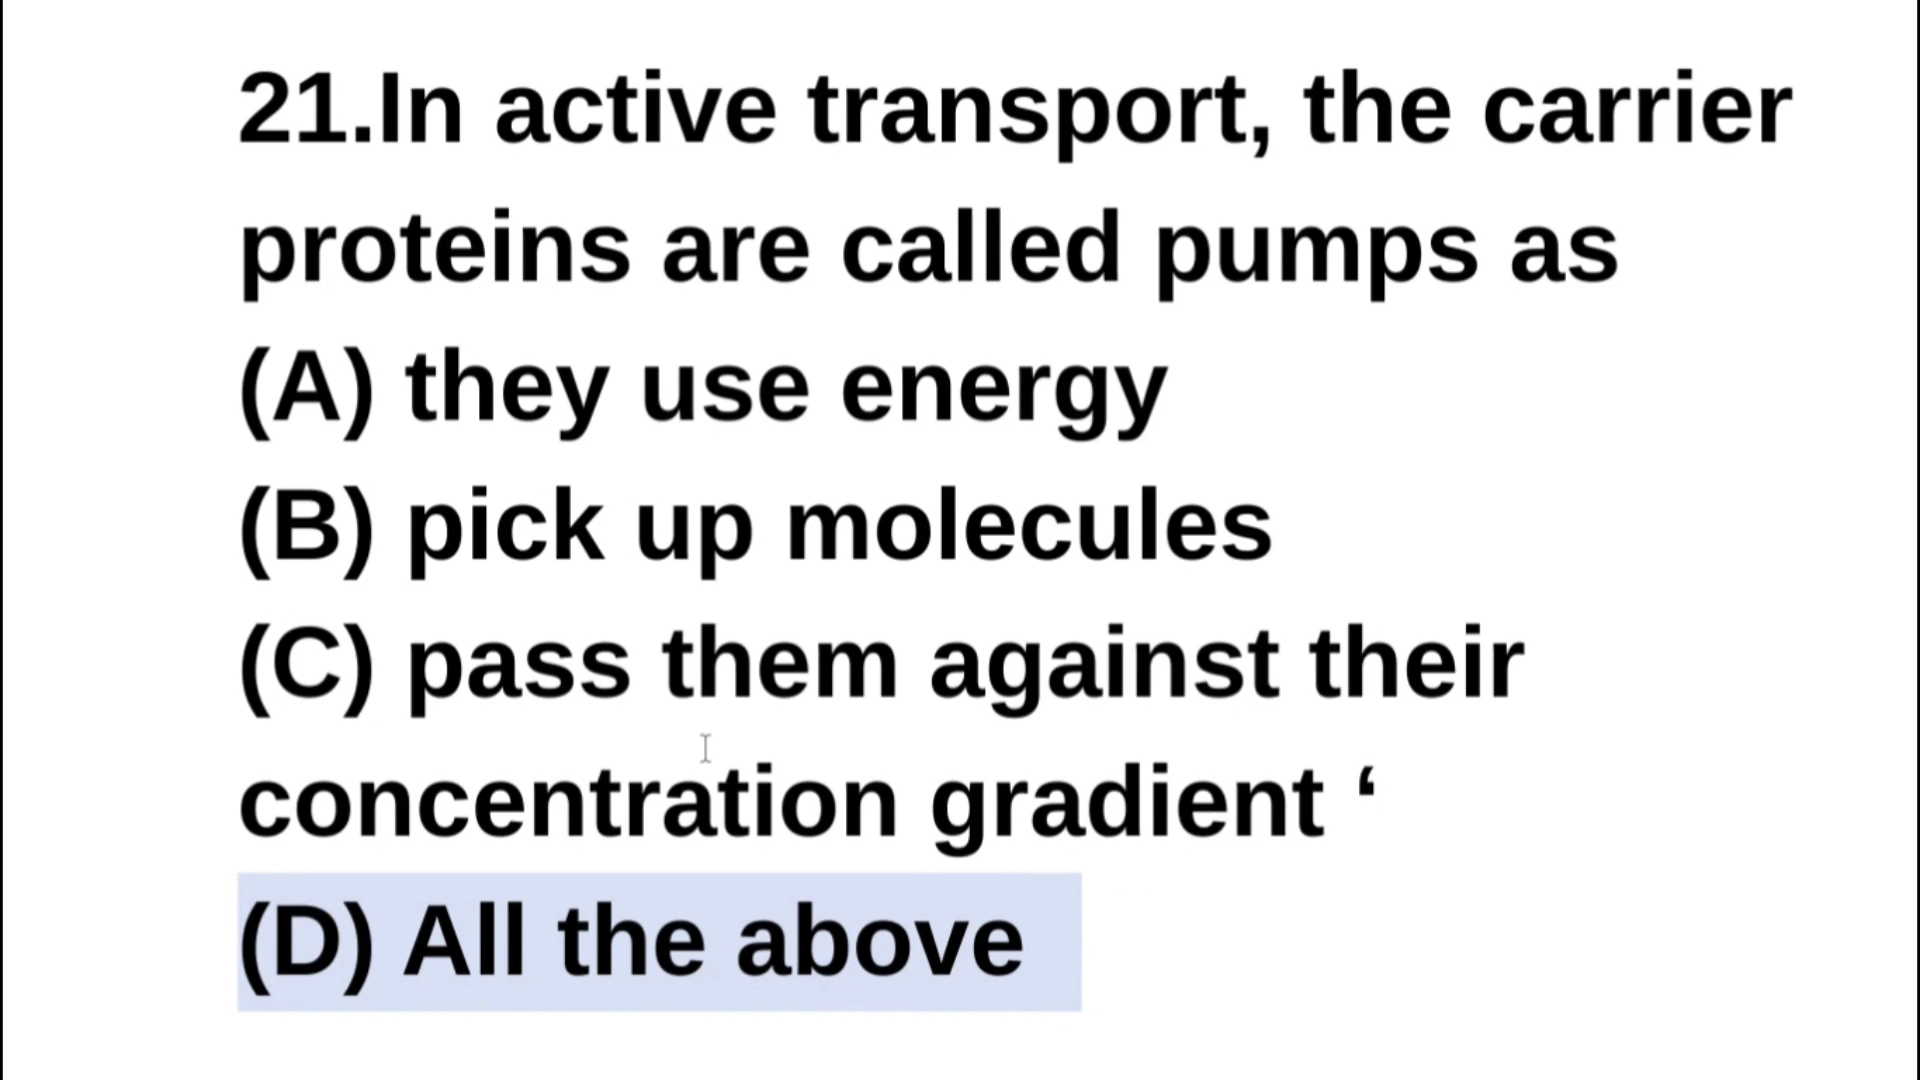 21.In active transport, the carrier
proteins are called pumps as
(A) they use energy
(B) pick up molecules
(C) pass them against their
concentration gradient ‘
(D) All the above